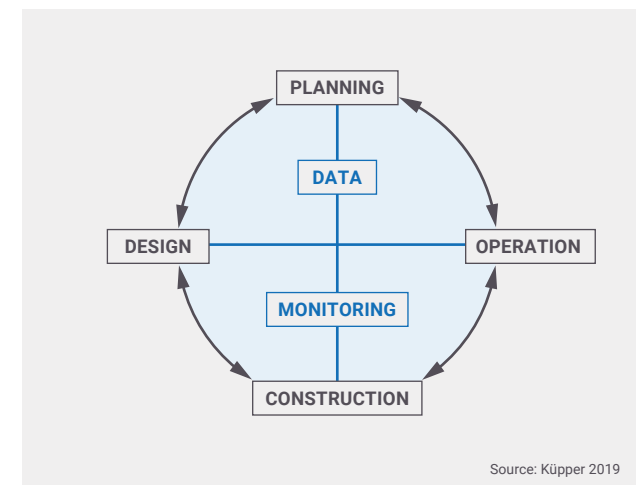 PLANNING
DATA
DESIGN
OPERATION
MONITORING
CONSTRUCTION
Source: Küpper 2019